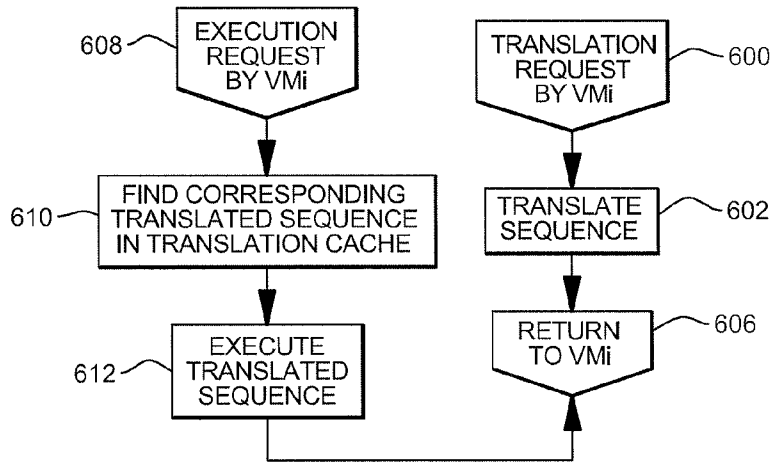 608
EXECUTION
REQUEST
BY VMi
610
FIND CORRESPONDING
TRANSLATED SEQUENCE
IN TRANSLATION CACHE
612
EXECUTE
TRANSLATED
SEQUENCE
TRANSLATION
REQUEST
BY VMi
600
TRANSLATE
SEQUENCE
602
RETURN
TO VMi
606